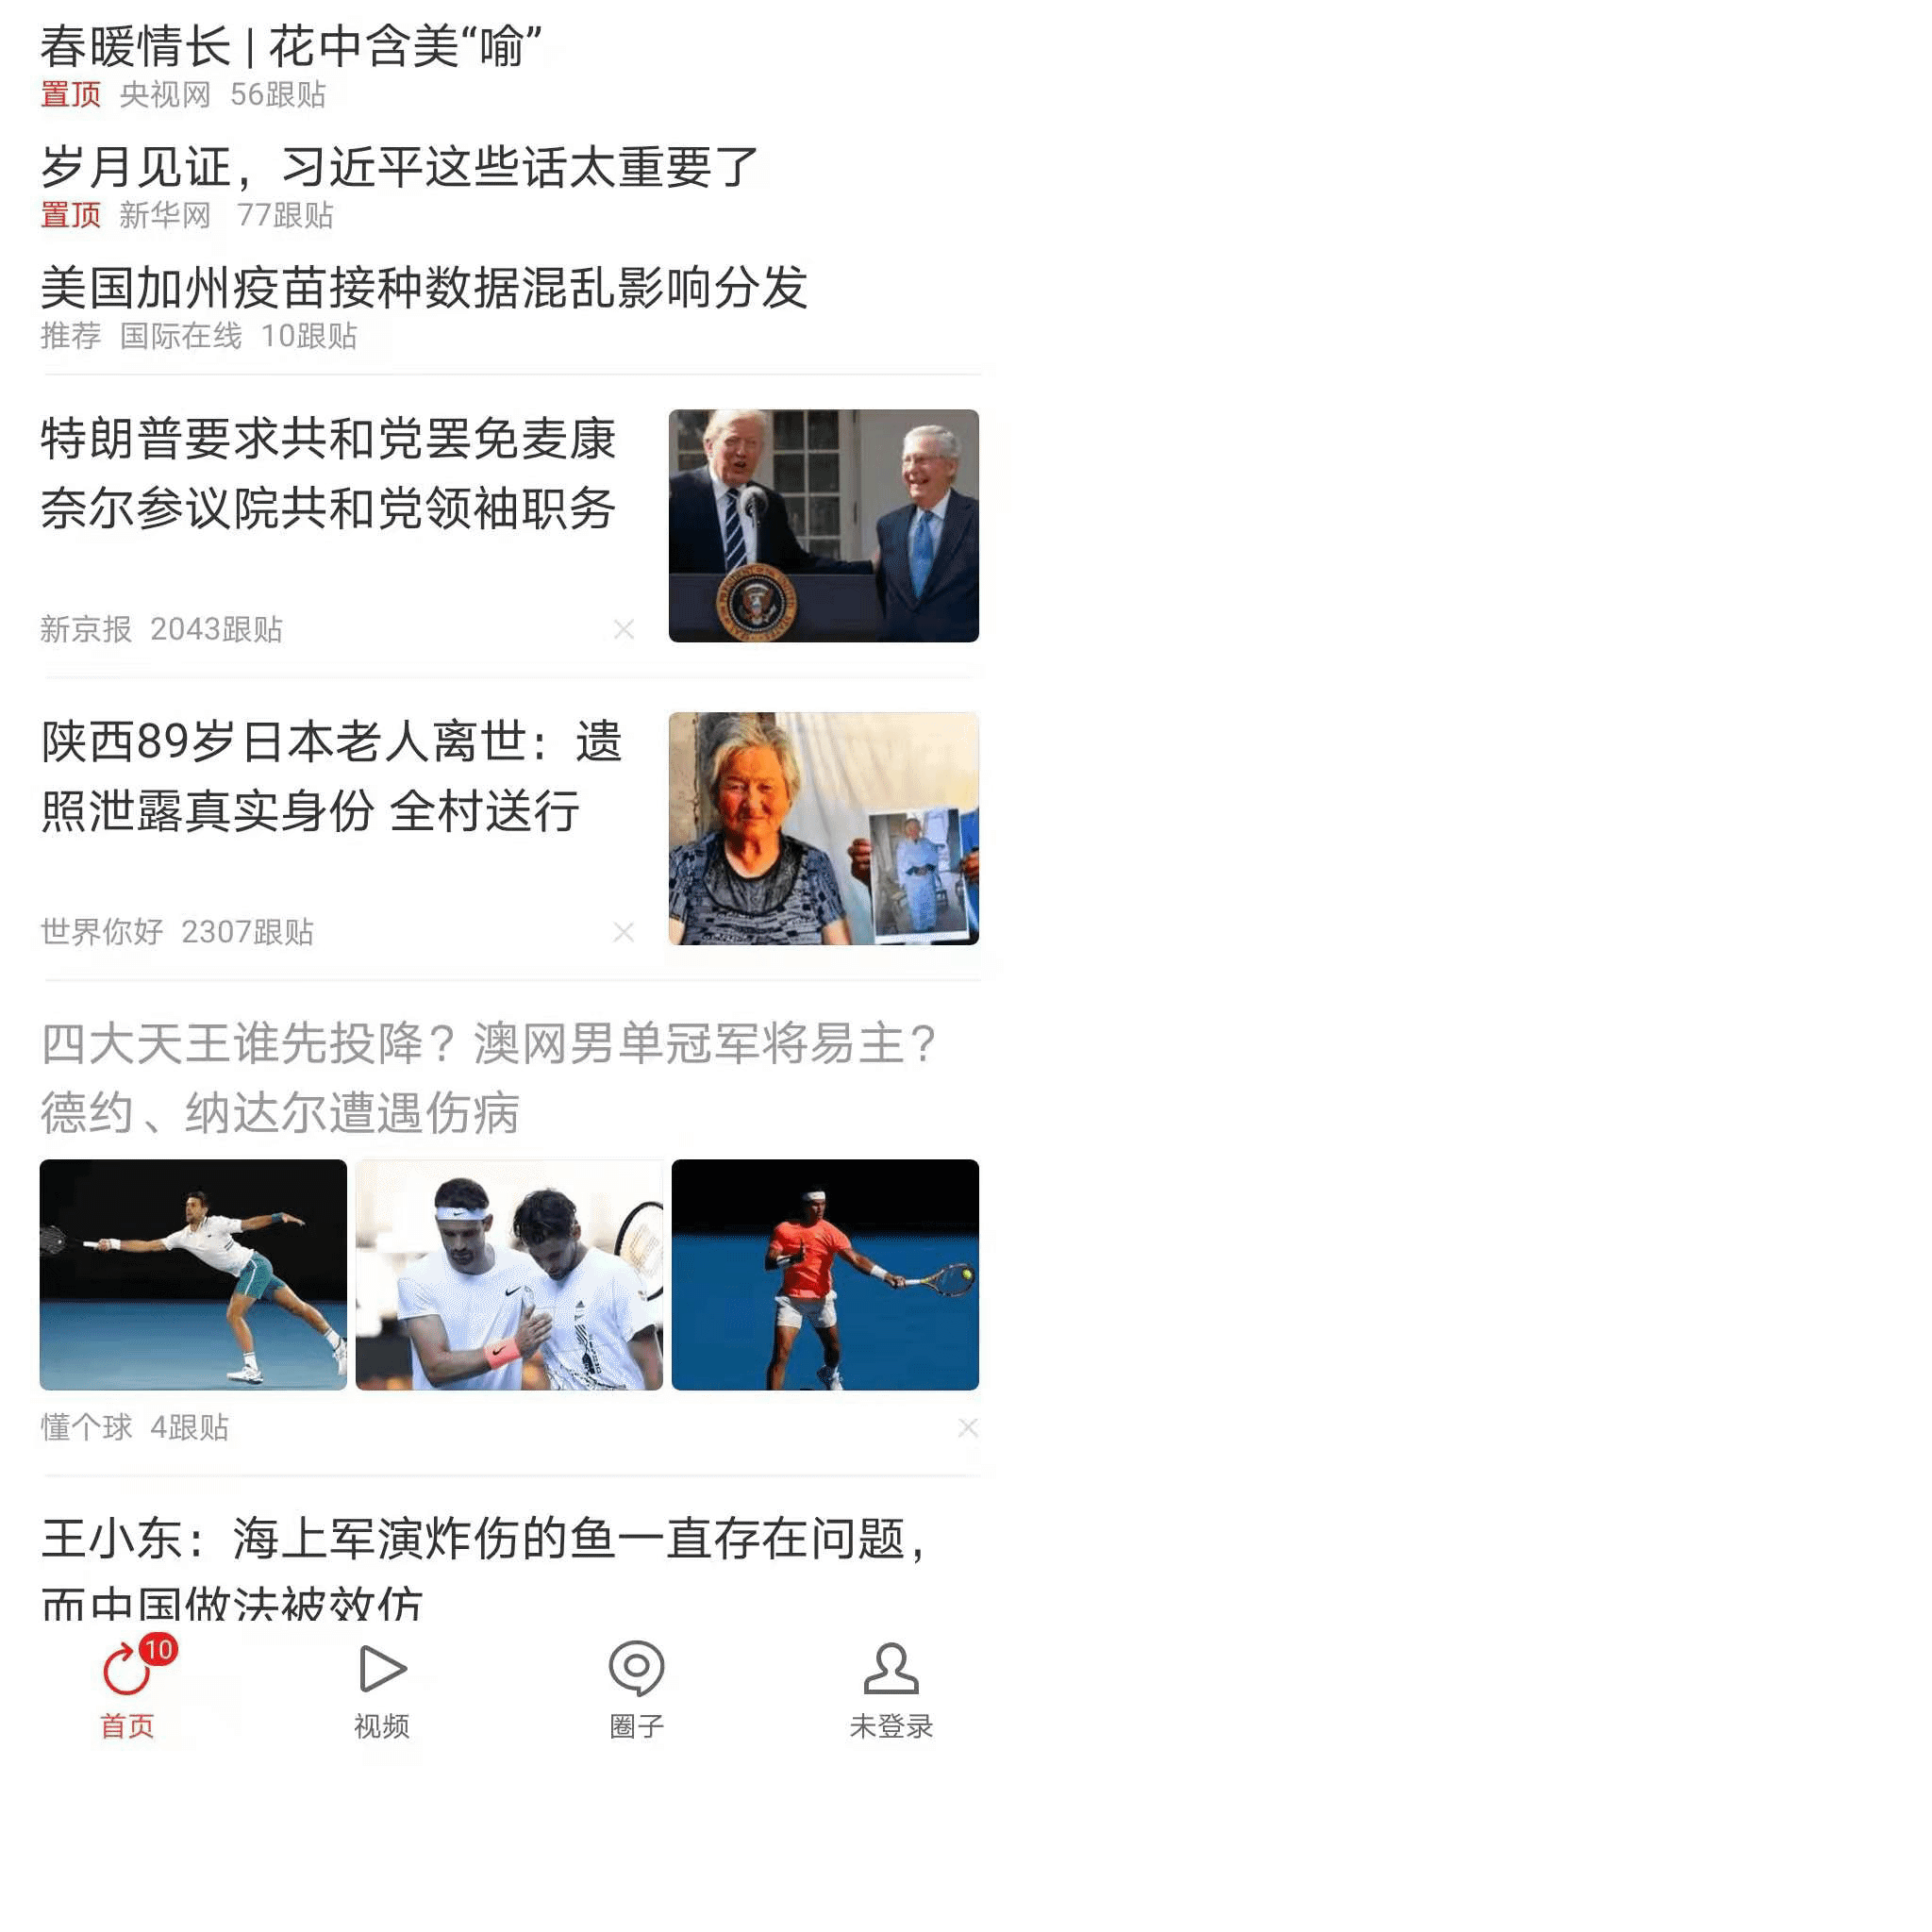 春暖情长 | 花中含美“喻”
置顶 央视网 56跟贴
岁月见证，习近平这些话太重要了
置顶 新华网 77跟贴
美国加州疫苗接种数据混乱影响分发
推荐 国际在线 10跟贴
特朗普要求共和党罢免麦康
奈尔参议院共和党领袖职务
新京报 2043跟贴
陕西89岁日本老人离世：遗
照泄露真实身份 全村送行
世界你好 2307跟贴
四大天王谁先投降？澳网男单冠军将易主？
德约、纳达尔遭遇伤病
懂个球 4跟贴
王小东：海上军演炸伤的鱼一直存在问题，
而中国做法被效仿
10
首页 视频 圈子 未登录